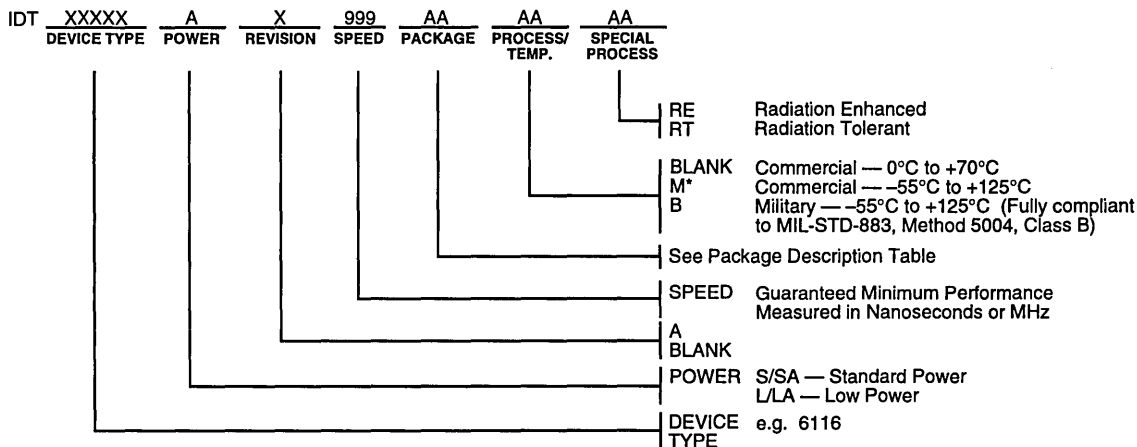 IDT XXXXX A X 999 AA AA AA
DEVICE TYPE POWER REVISION SPEED PACKAGE PROCESS/ SPECIAL
TEMP. PROCESS
RE Radiation Enhanced
RT Radiation Tolerant
BLANK Commercial — 0°C to +70°C
M* Commercial — –55°C to +125°C
B Military — –55°C to +125°C (Fully compliant
to MIL-STD-883, Method 5004, Class B)
See Package Description Table
SPEED Guaranteed Minimum Performance
Measured in Nanoseconds or MHz
A
BLANK
POWER S/SA — Standard Power
L/LA — Low Power
DEVICE e.g. 6116
TYPE